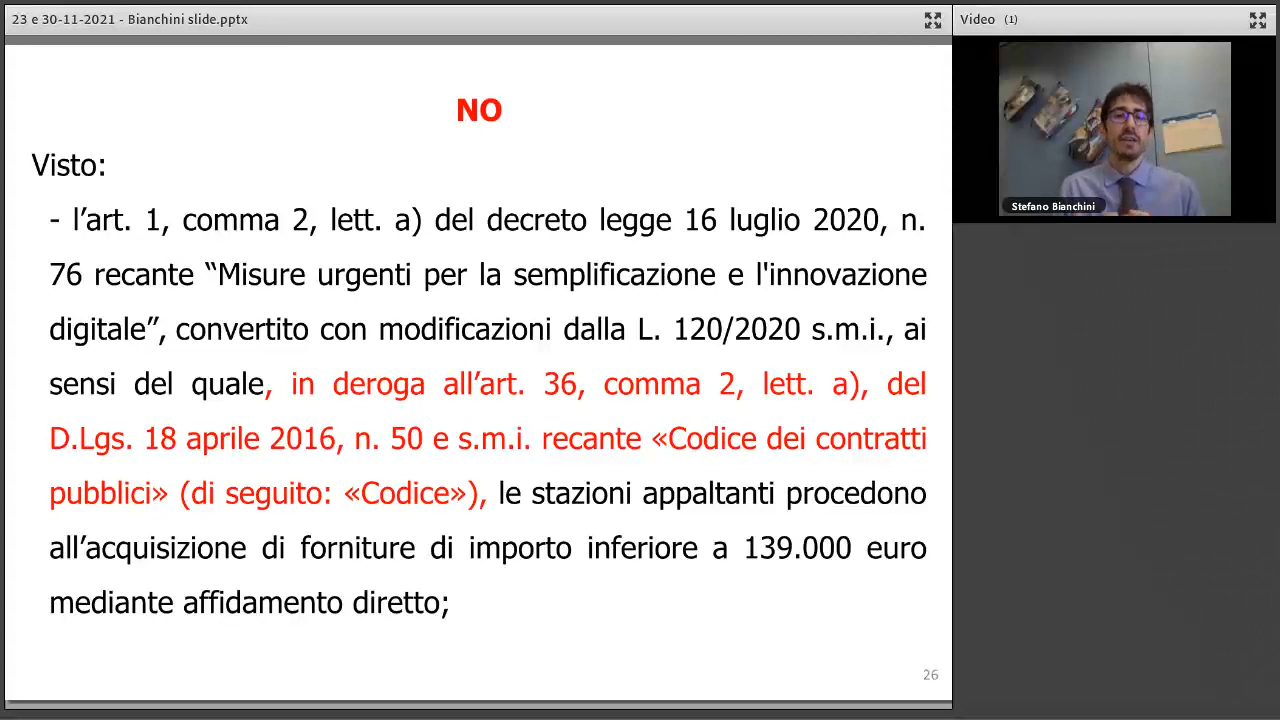 23 e 30-11-2021 - Bianchini slide.pptx
Video (1)
Stefano Bianchini
NO
Visto:
- l’art. 1, comma 2, lett. a) del decreto legge 16 luglio 2020, n.
76 recante “Misure urgenti per la semplificazione e l'innovazione
digitale”, convertito con modificazioni dalla L. 120/2020 s.m.i., ai
sensi del quale, in deroga all’art. 36, comma 2, lett. a), del
D.Lgs. 18 aprile 2016, n. 50 e s.m.i. recante «Codice dei contratti
pubblici» (di seguito: «Codice»), le stazioni appaltanti procedono
all’acquisizione di forniture di importo inferiore a 139.000 euro
mediante affidamento diretto;
26